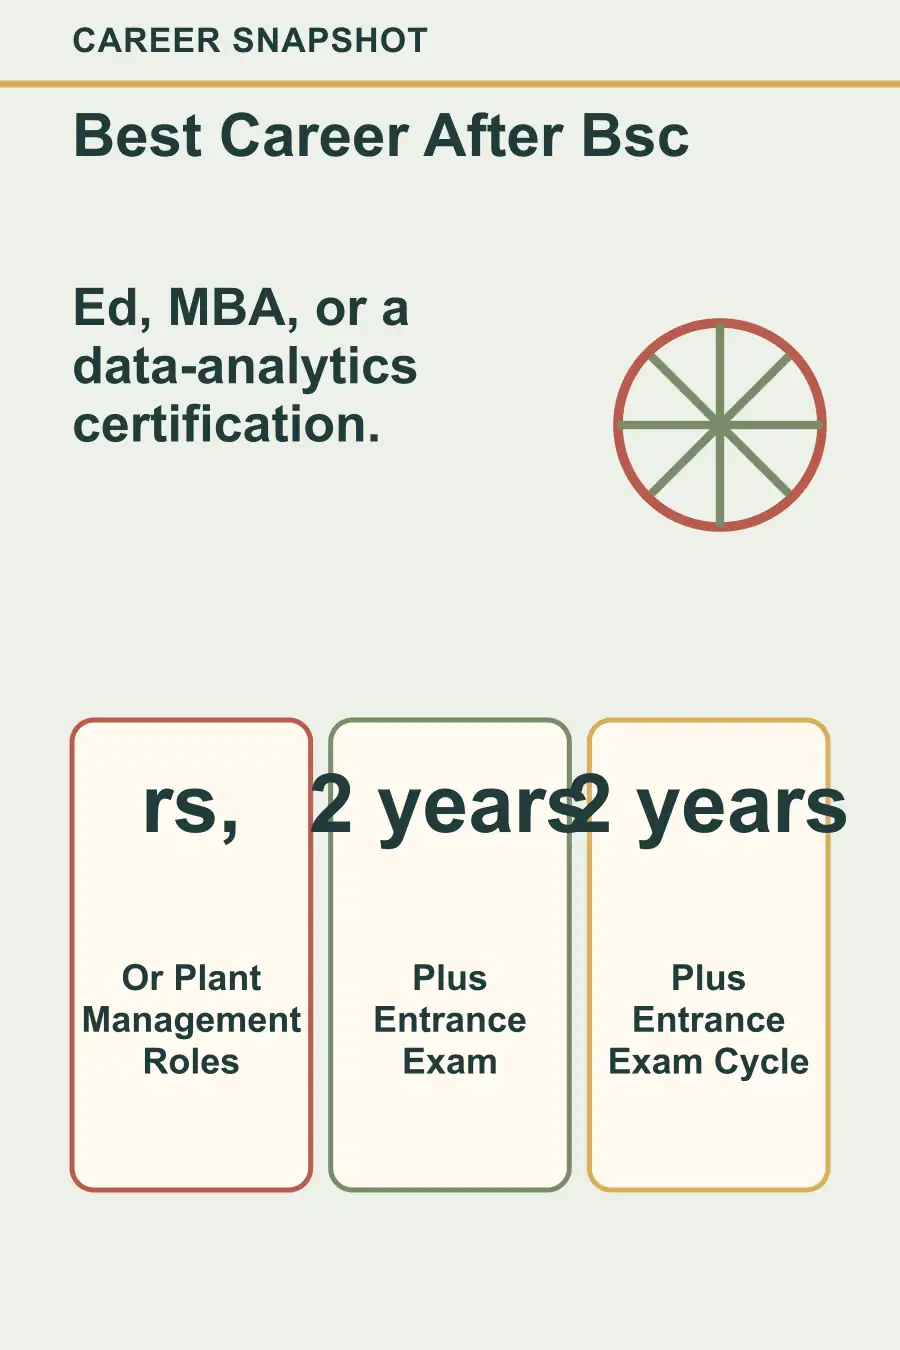 CAREER SNAPSHOT
Best Career After Bsc
Ed, MBA, or a
data-analytics
certification.
rs,
2 years
2 years
Or Plant
Management
Roles
Plus
Entrance
Exam
Plus
Entrance
Exam Cycle